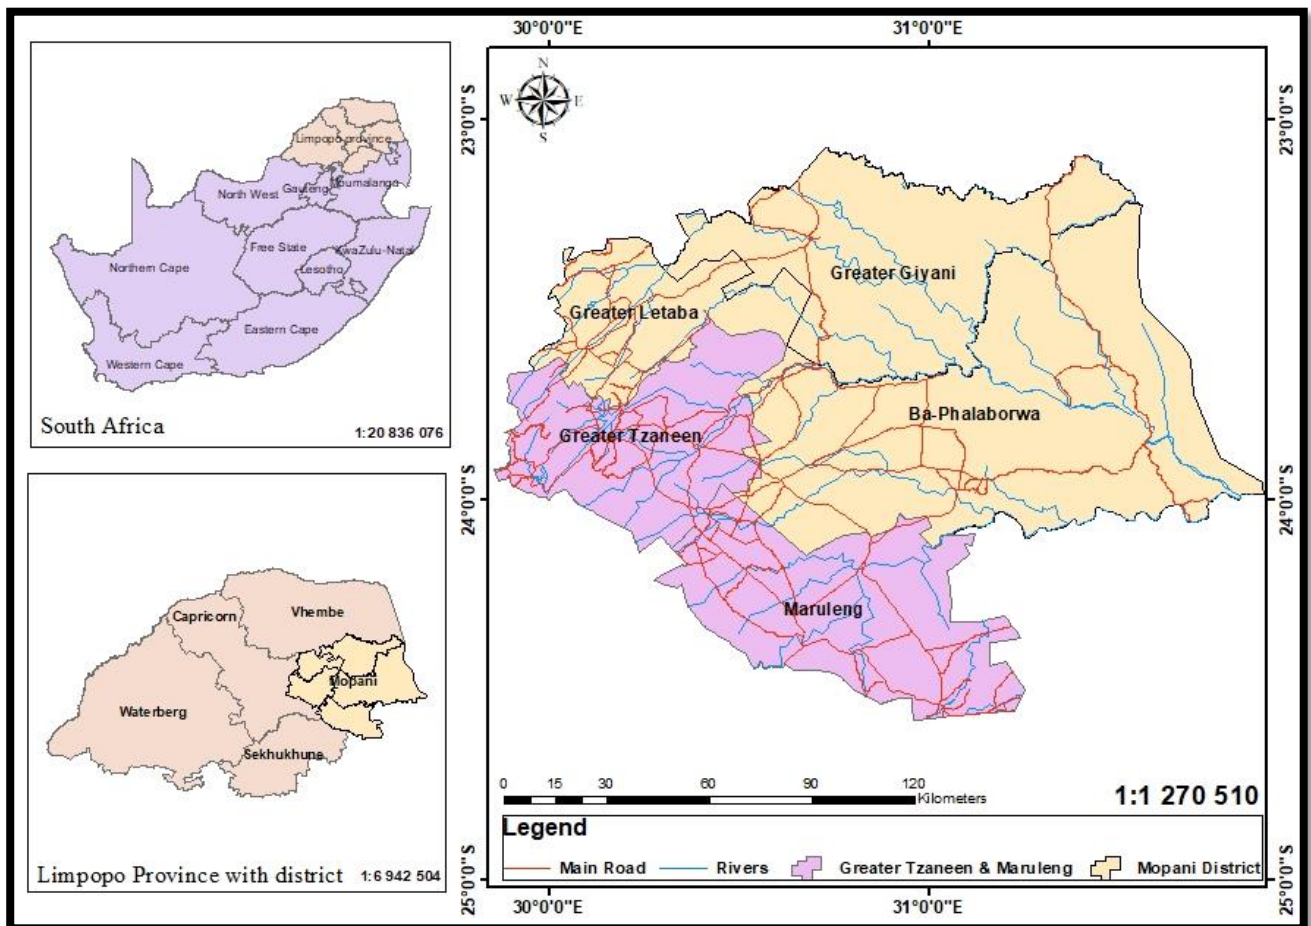 Limpopo province
North West
Gauteng
Mpumalanga
Free State
KwaZulu-Natal
Lesotho
Northern Cape
Eastern Cape
Western Cape
South Africa
1:20 836 076
Vhembe
Capricorn
Mopani
Waterberg
Sekhukhune
Limpopo Province with district 1:6 942 504
30°0'0"E 31°0'0"E
N
W E
S
23°0'0"S 23°0'0"S
Greater Giyani
Greater Letaba
Ba-Phalaborwa
Greater Tzaneen
24°0'0"S 24°0'0"S
Maruleng
0 15 30 60 90 120
Kilometers
1:1 270 510
Legend
Main Road Rivers Greater Tzaneen & Maruleng Mopani District
25°0'0"S 25°0'0"S
30°0'0"E 31°0'0"E